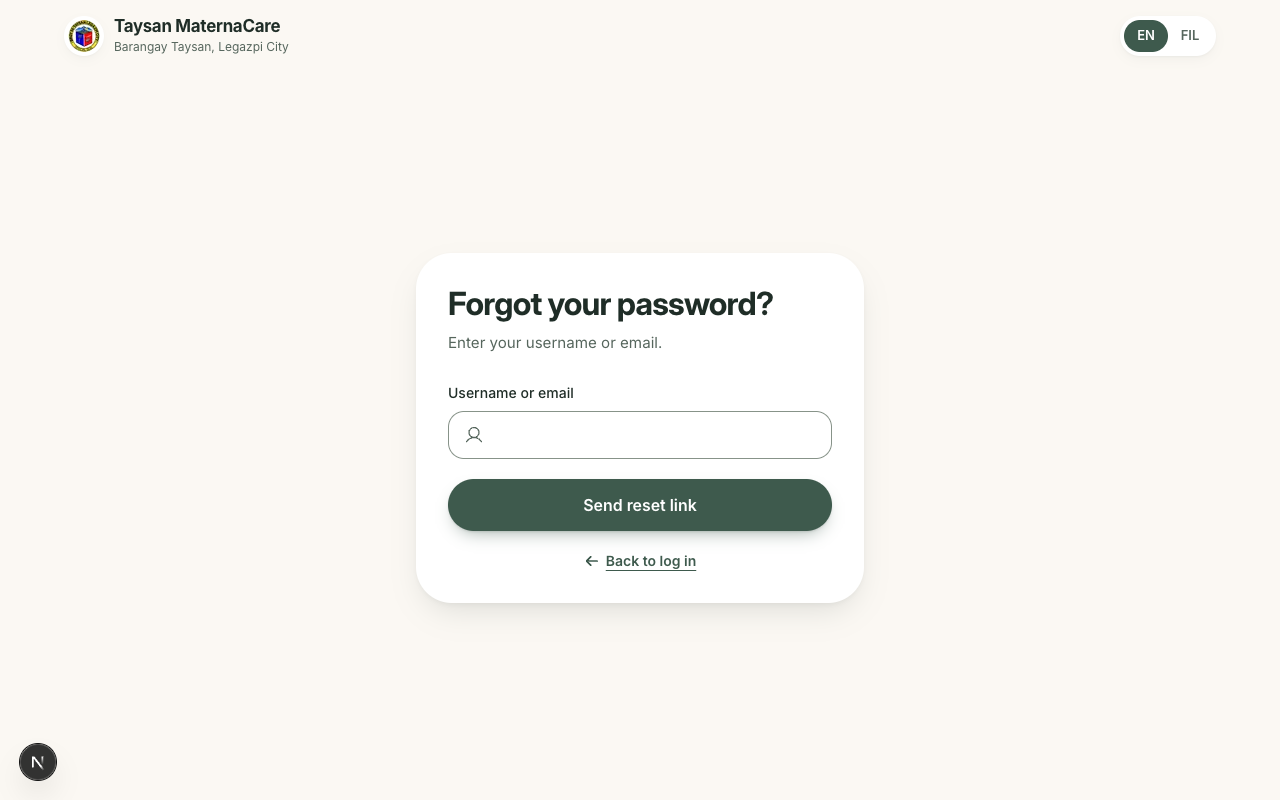 Taysan MaternaCare
Barangay Taysan, Legazpi City
EN
FIL
Forgot your password?
Enter your username or email.
Username or email
Send reset link
← Back to log in
N